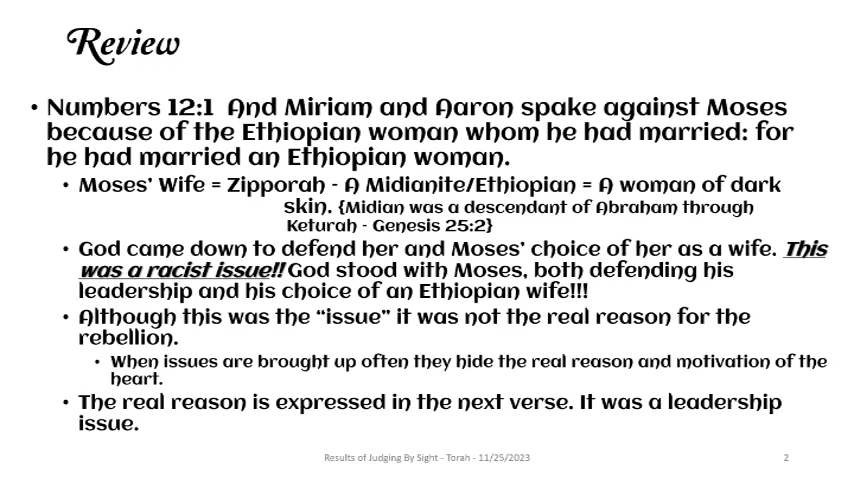 Review
• Numbers 12:1  And Miriam and Aaron spake against Moses
because of the Ethiopian woman whom he had married: for
he had married an Ethiopian woman.
• Moses' Wife = Zipporah - A Midianite/Ethiopian = A woman of dark
skin. {Midian was a descendant of Abraham through
Keturah - Genesis 25:2}
• God came down to defend her and Moses' choice of her as a wife. This
was a racist issue!! God stood with Moses, both defending his
leadership and his choice of an Ethiopian wife!!!
• Although this was the “issue” it was not the real reason for the
rebellion.
• When issues are brought up often they hide the real reason and motivation of the
heart.
• The real reason is expressed in the next verse. It was a leadership
issue.
Results of Judging By Sight - Torah - 11/25/2023
2